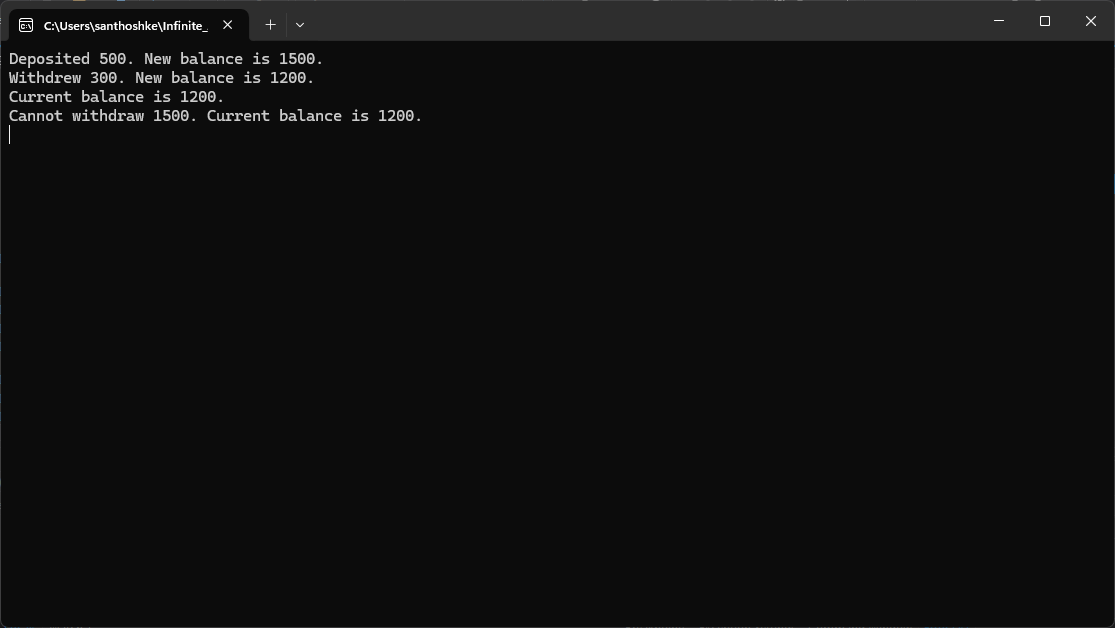 C:\Users\santhoshke\Infinite_
Deposited 500. New balance is 1500.
Withdrew 300. New balance is 1200.
Current balance is 1200.
Cannot withdraw 1500. Current balance is 1200.